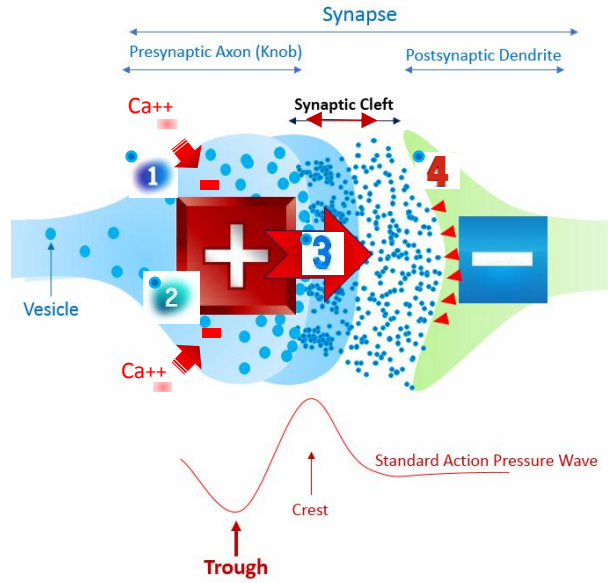 Synapse
Presynaptic Axon (Knob)
Postsynaptic Dendrite
Synaptic Cleft
Ca++
1
4
3
2
Vesicle
Ca++
Standard Action Pressure Wave
Crest
Trough